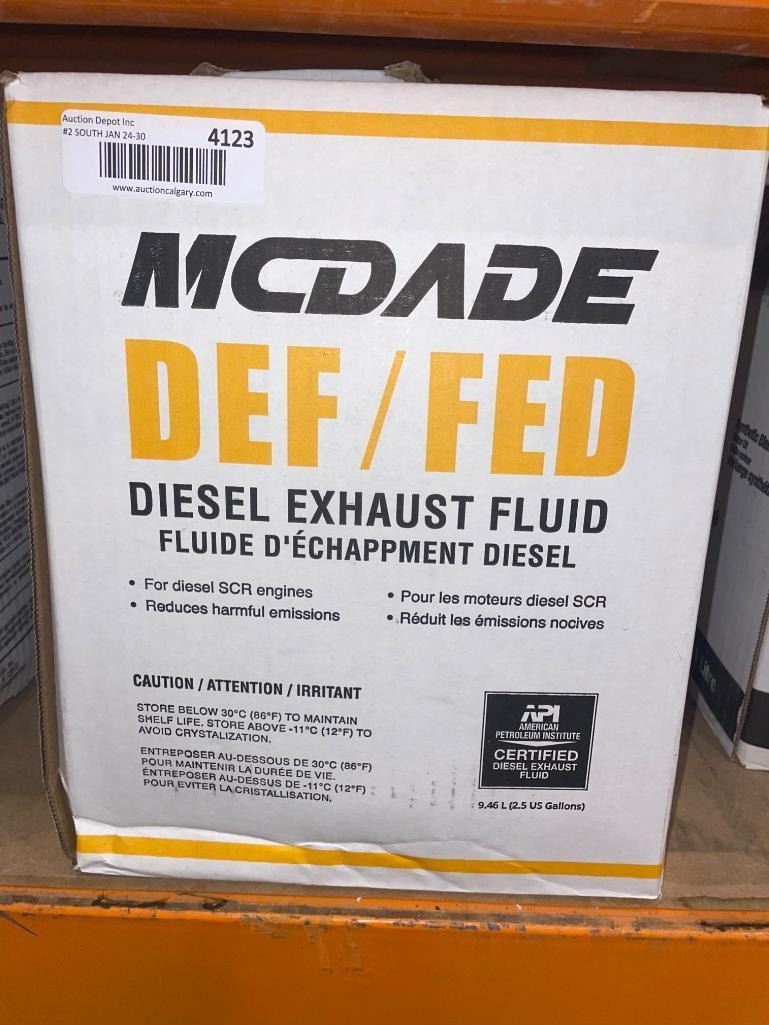 Auction Depot Inc
#2 SOUTH JAN 24-30
4123
www.auctioncalgary.com
MCDADE
DEF/FED
DIESEL EXHAUST FLUID
FLUIDE D'ÉCHAPPMENT DIESEL
• For diesel SCR engines
• Reduces harmful emissions
• Pour les moteurs diesel SCR
• Réduit les émissions nocives
CAUTION / ATTENTION / IRRITANT
STORE BELOW 30°C (86°F) TO MAINTAIN
SHELF LIFE. STORE ABOVE -11°C (12°F) TO
AVOID CRYSTALIZATION.
ENTREPOSER AU-DESSOUS DE 30°C (86°F)
POUR MAINTENIR LA DURÉE DE VIE.
ÉNTREPOSER AU-DESSUS DE -11°C (12°F)
POUR EVITER LA CRISTALLISATION.
API
AMERICAN
PETROLEUM INSTITUTE
CERTIFIED
DIESEL EXHAUST
FLUID
9.46 L (2.5 US Gallons)
Litre